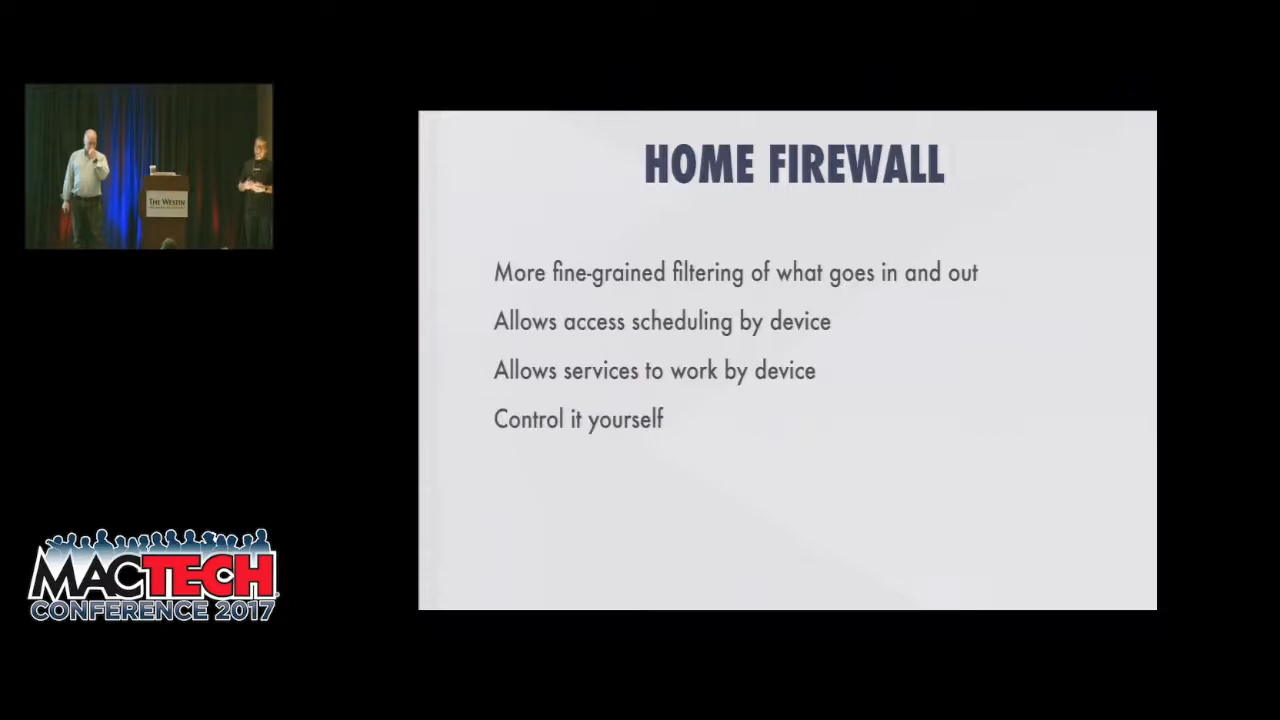 HOME FIREWALL
More fine-grained filtering of what goes in and out
Allows access scheduling by device
Allows services to work by device
Control it yourself
THE WESTIN
MACTECH
CONFERENCE 2017